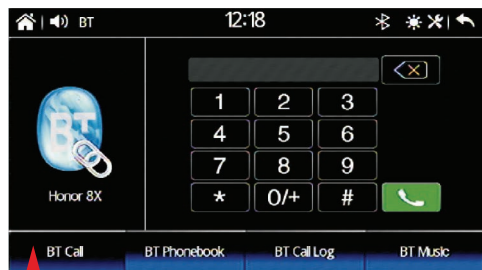 BT 12:18
1 2 3
4 5 6
BT
7 8 9
Honor 8X
* 0/+ #
BT Call BT Phonebook BT Call Log BT Music